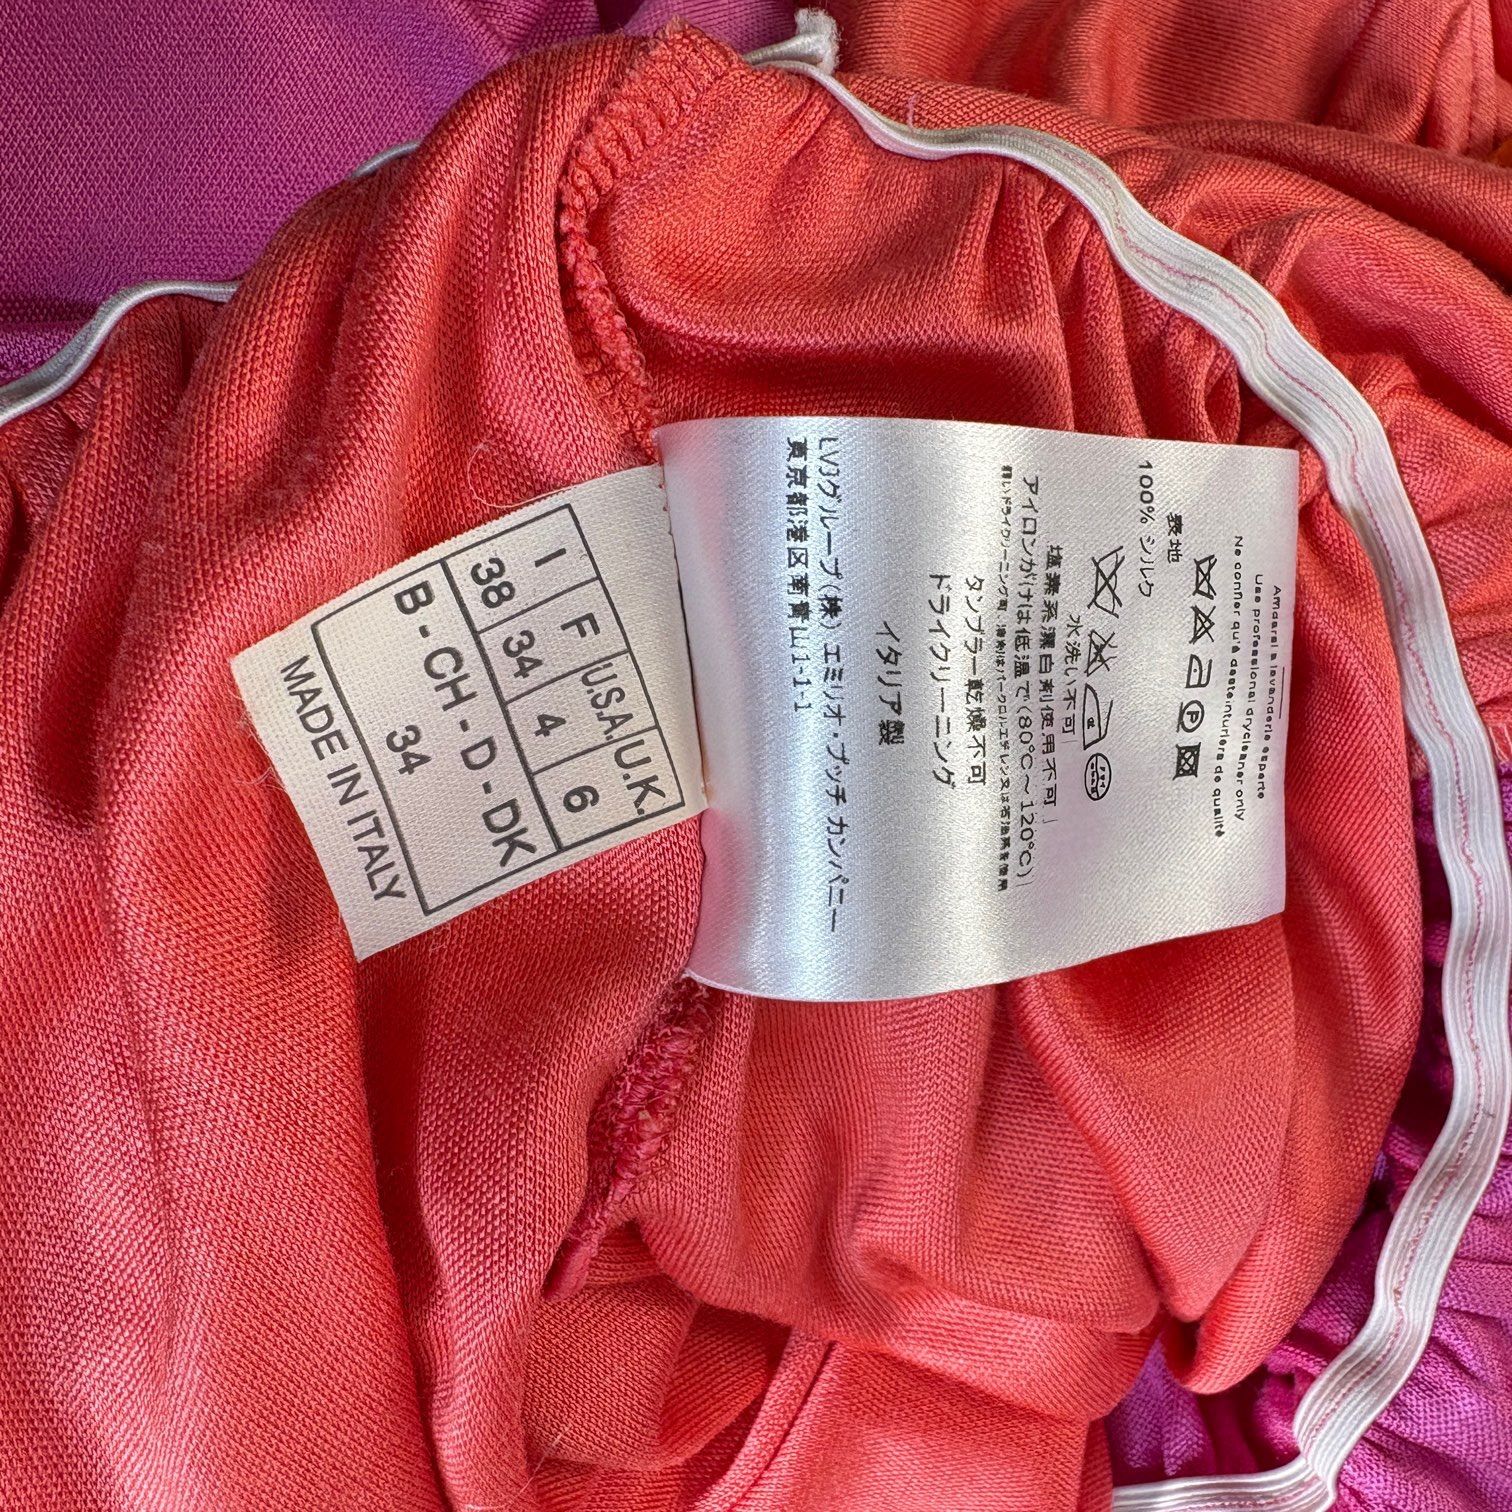 I F U.S.A. U.K.
38 34 4 6
B - CH - D - DK
34
MADE IN ITALY
Affidarsi a lavanderie esperte
Use professional drycleaner only
Ne confier qu'à des teinturiers de qualité
表地
100% シルク
水洗い不可
塩素系漂白剤使用不可
アイロンがけは低温で(80℃~120℃)
タンブラー乾燥不可
ドライクリーニング
イタリア製
LVJグループ(株) エミリオ・プッチ カンパニー
東京都港区南青山1-1-1